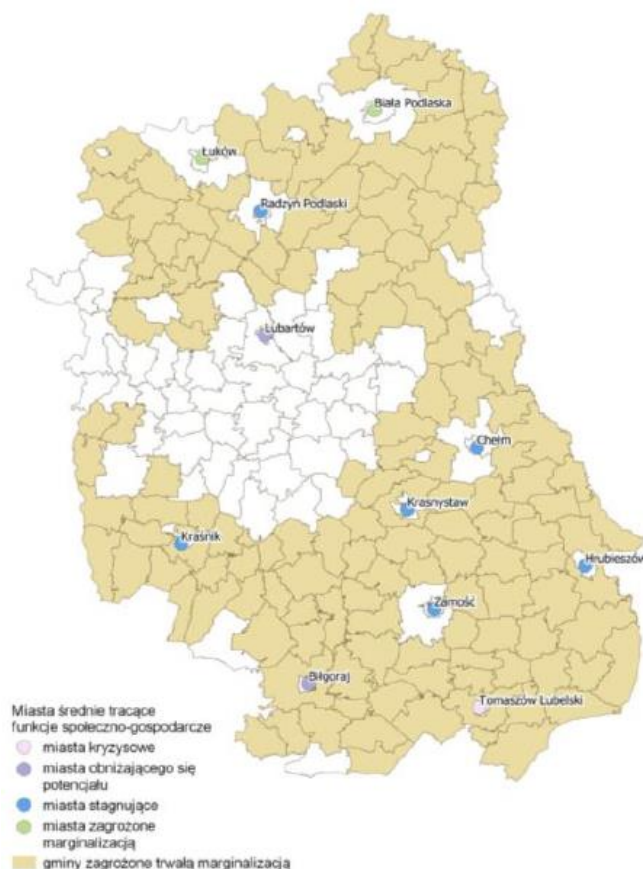 Biała Podlaska
Łuków
Radzyń Podlaski
Lubartów
Chełm
Krasnystaw
Kraśnik
Hrubieszów
Zamość
Biłgoraj
Tomaszów Lubelski
Miasta średnie tracące
funkcje społeczno-gospodarcze
miasta kryzysowe
miasta obniżającego się
potencjału
miasta stagnujące
miasta zagrożone
marginalizacją
gminy zagrożone trwałą marginalizacją